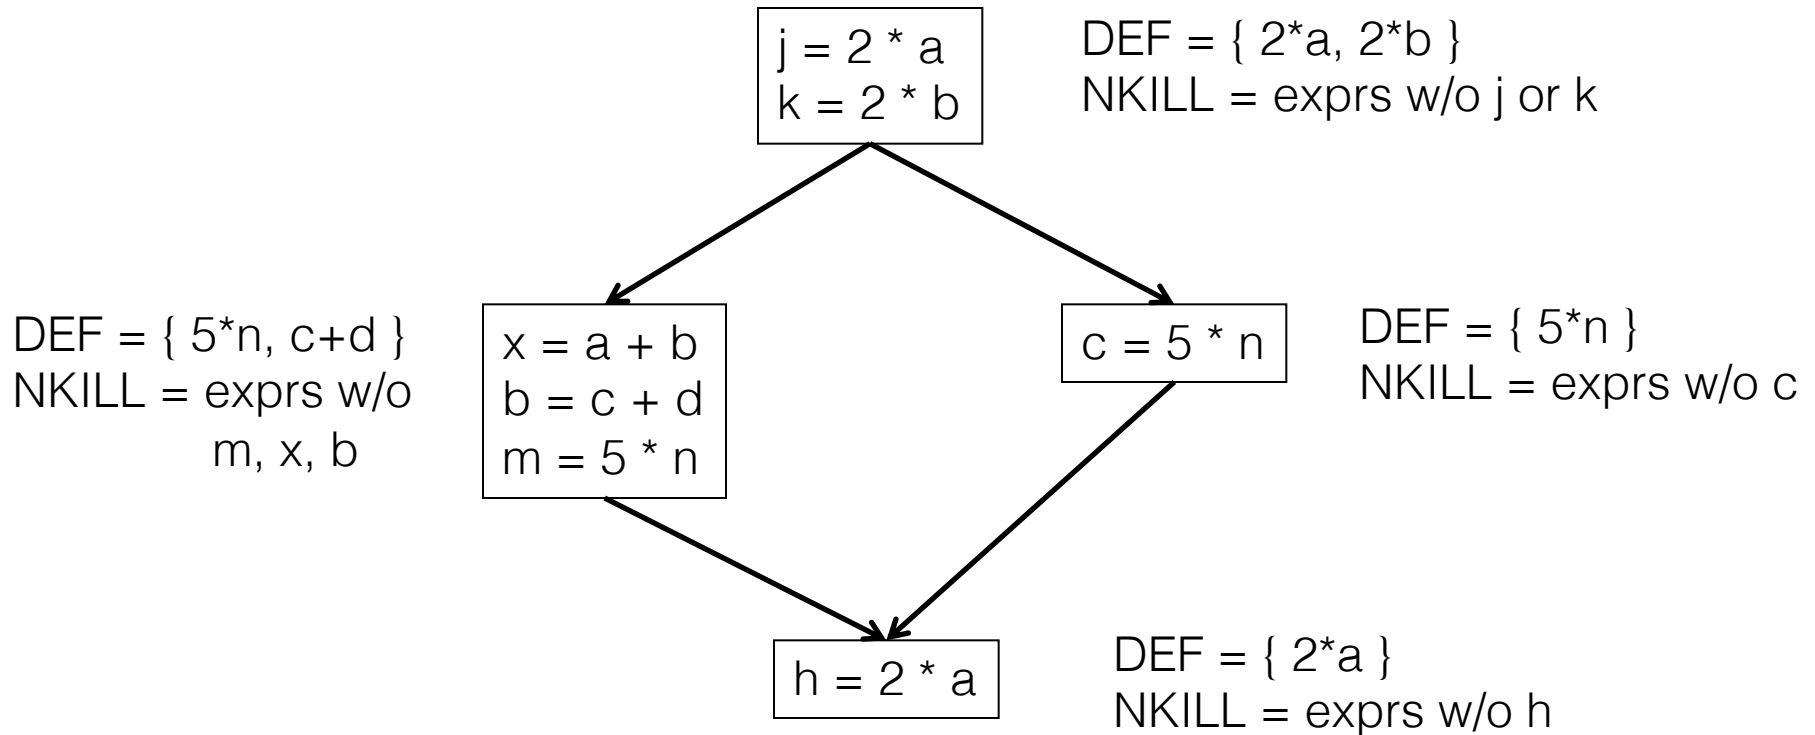 j = 2 * a
k = 2 * b
DEF = { 2*a, 2*b }
NKILL = exprs w/o j or k
DEF = { 5*n, c+d }
NKILL = exprs w/o
m, x, b
x = a + b
b = c + d
m = 5 * n
c = 5 * n
DEF = { 5*n }
NKILL = exprs w/o c
h = 2 * a
DEF = { 2*a }
NKILL = exprs w/o h